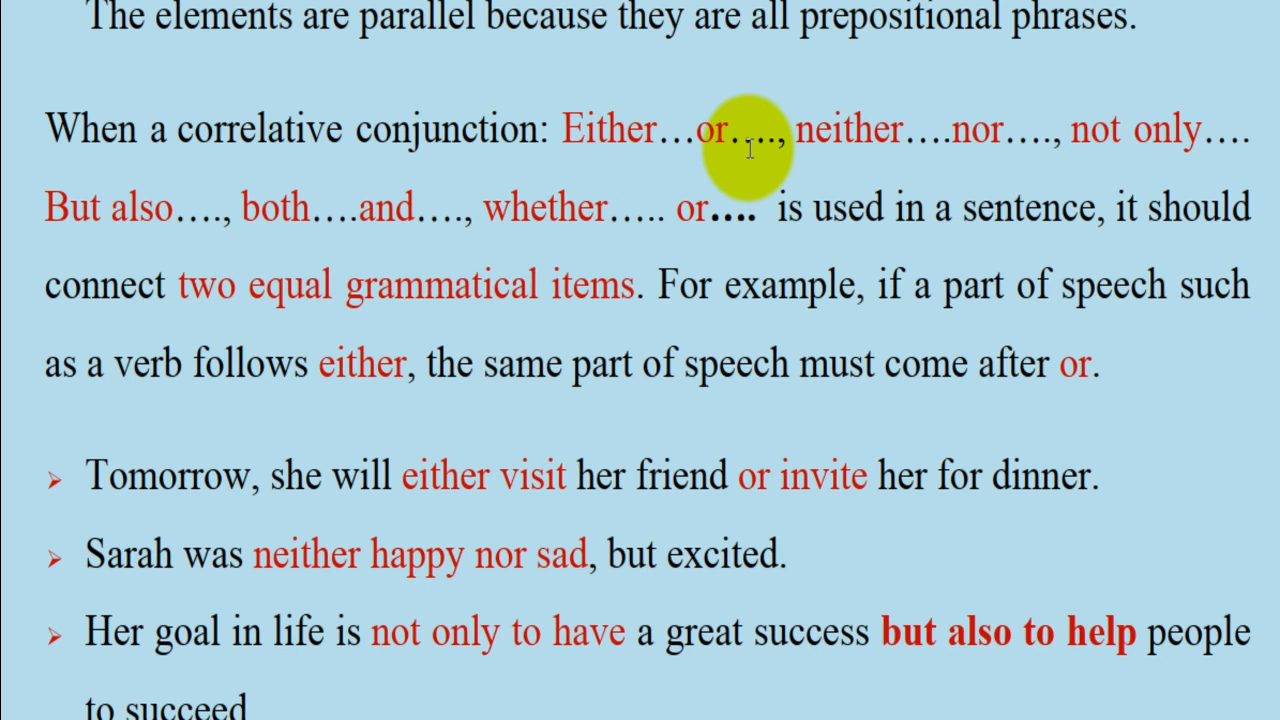 The elements are parallel because they are all prepositional phrases.
When a correlative conjunction: Either…or…., neither….nor…., not only….
But also…., both….and…., whether….. or…. is used in a sentence, it should
connect two equal grammatical items. For example, if a part of speech such
as a verb follows either, the same part of speech must come after or.
➢ Tomorrow, she will either visit her friend or invite her for dinner.
➢ Sarah was neither happy nor sad, but excited.
➢ Her goal in life is not only to have a great success but also to help people
to succeed